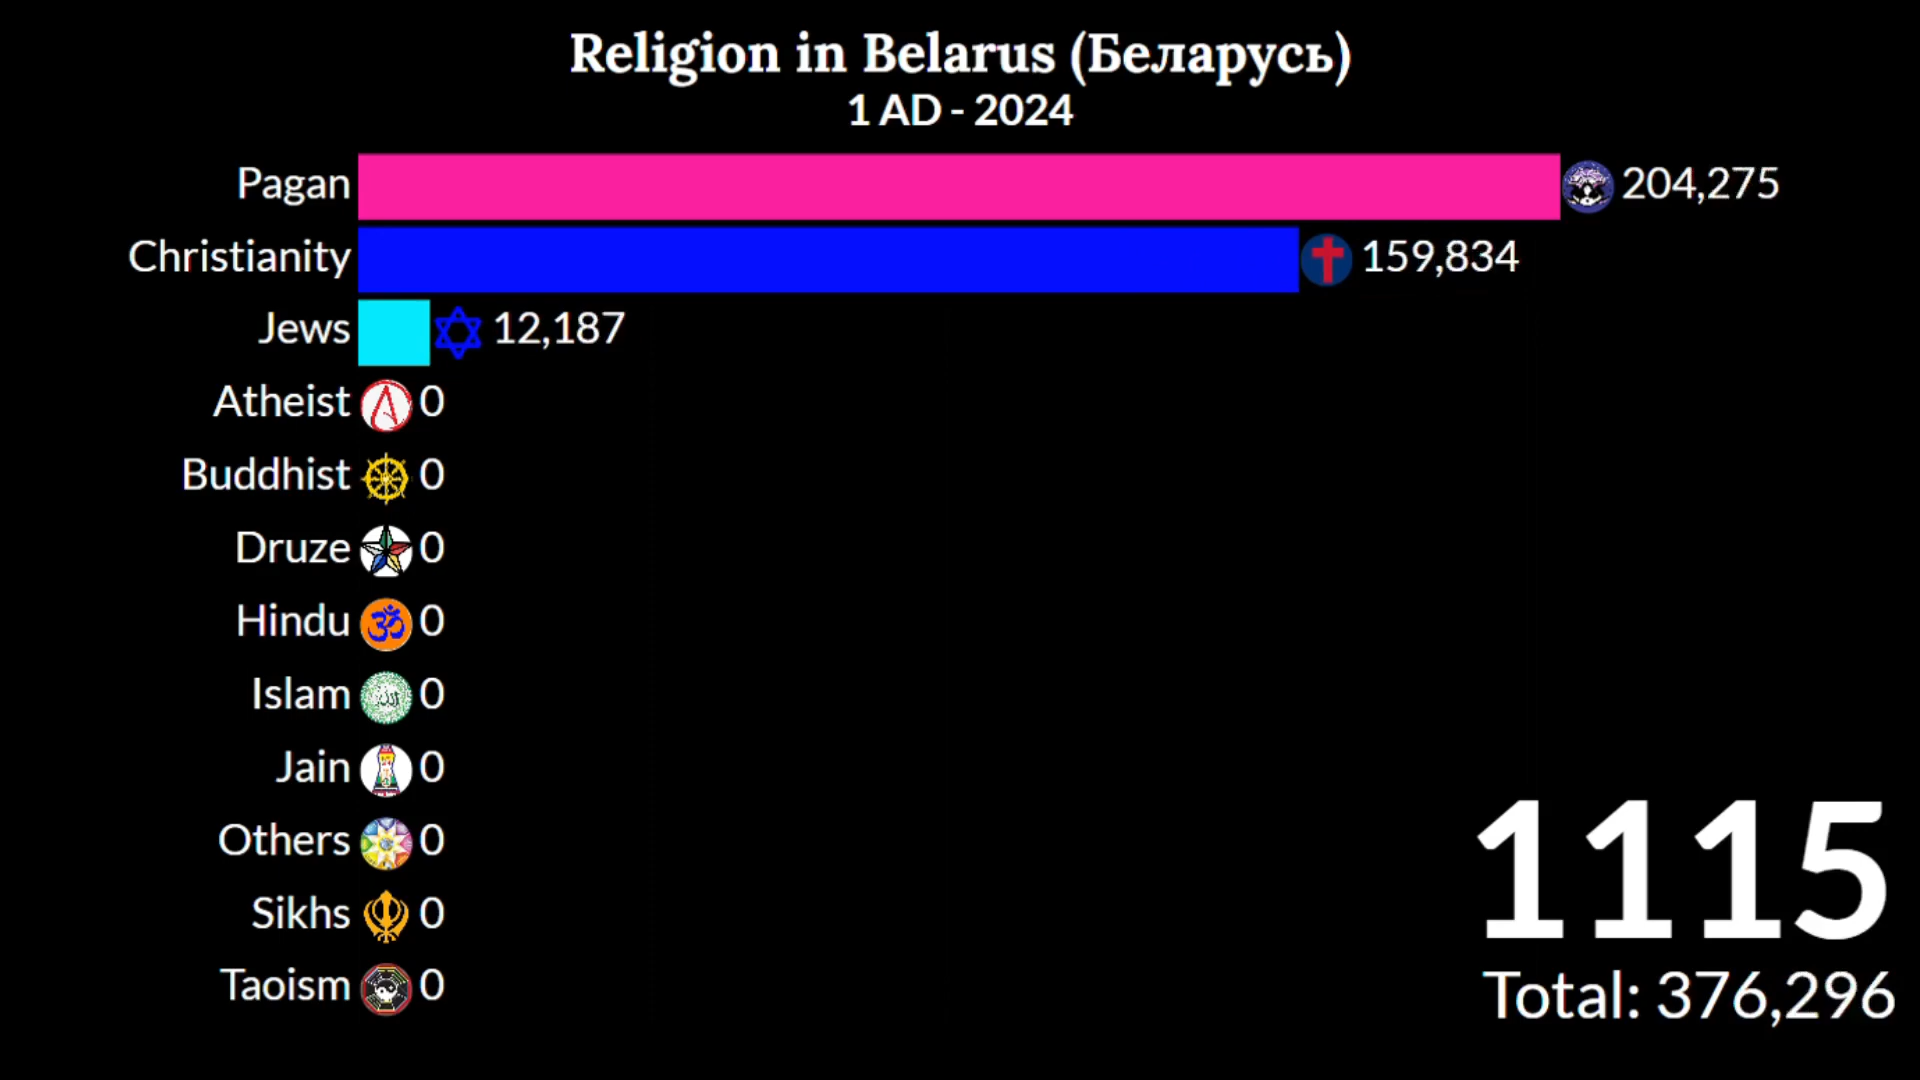 Religion in Belarus (Беларусь)
1 AD - 2024
Pagan 204,275
Christianity 159,834
Jews 12,187
Atheist 0
Buddhist 0
Druze 0
Hindu 0
Islam 0
Jain 0
Others 0
Sikhs 0
Taoism 0
1115
Total: 376,296